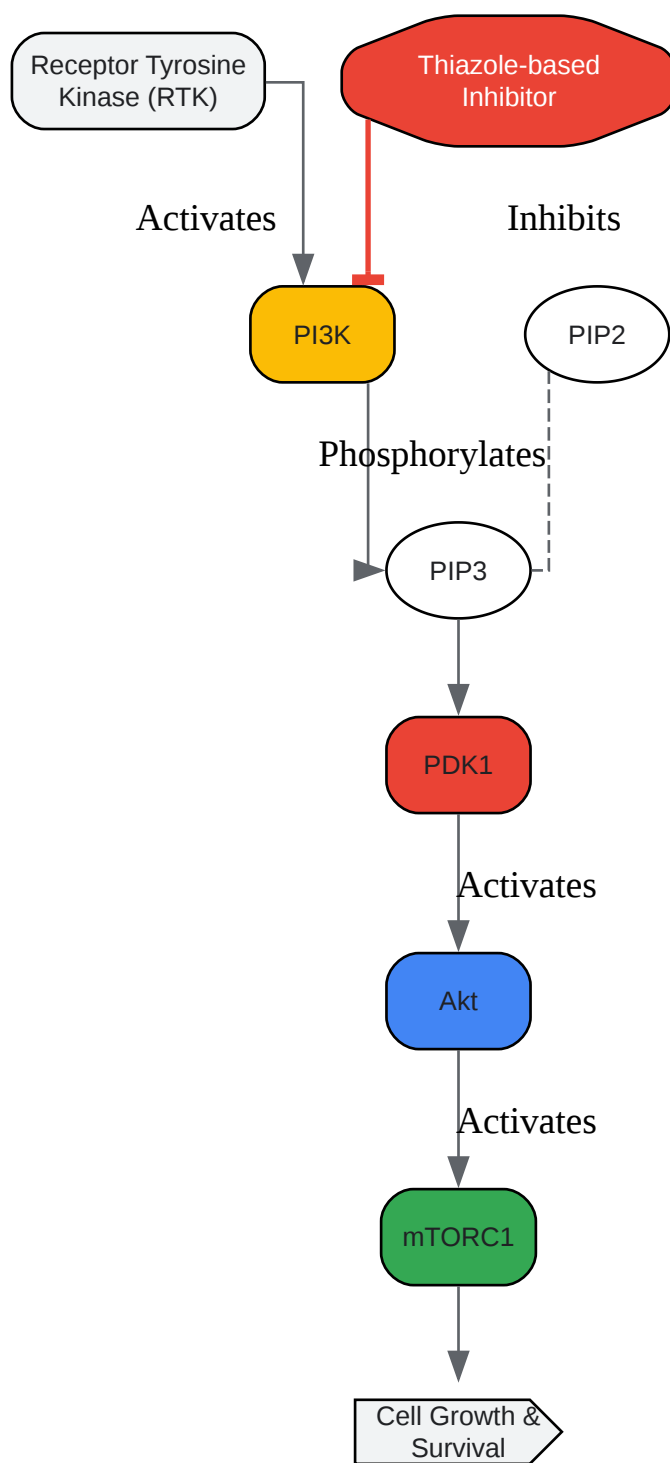 Receptor Tyrosine
Kinase (RTK)
Thiazole-based
Inhibitor
Activates
Inhibits
PI3K
PIP2
Phosphorylates
PIP3
PDK1
Activates
Akt
Activates
mTORC1
Cell Growth &
Survival